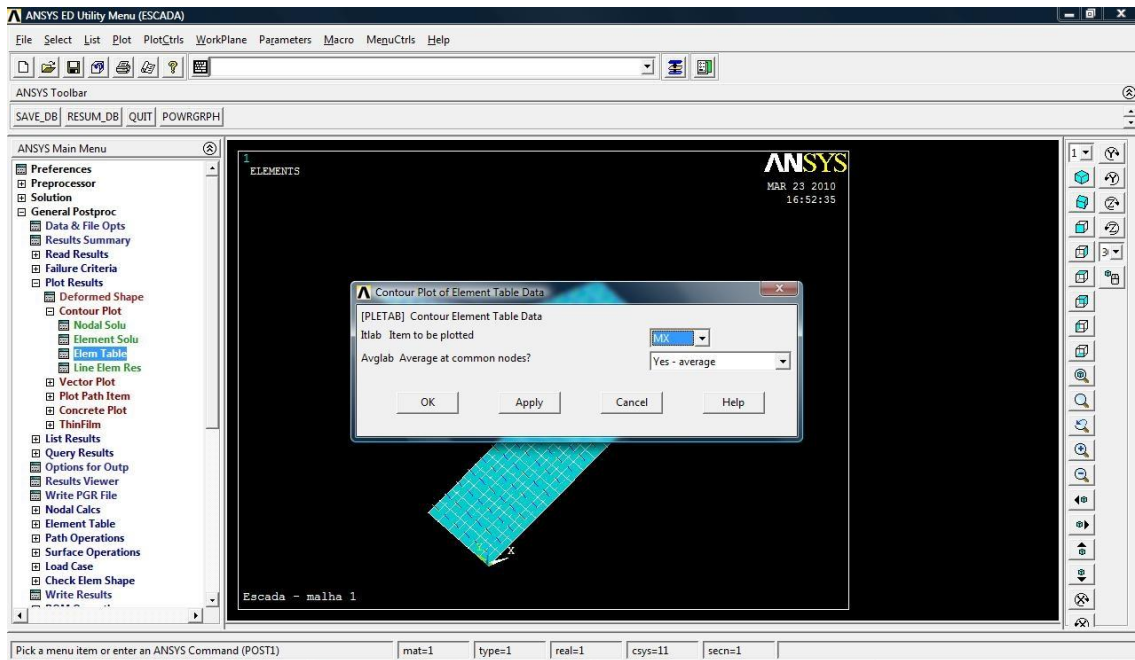 ANSYS ED Utility Menu (ESCADA)
File Select List Plot PlotCtrls WorkPlane Parameters Macro MenuCtrls Help
ANSYS Toolbar
SAVE_DB RESUM_DB QUIT POWRGRPH
ANSYS Main Menu
Preferences
Preprocessor
Solution
General Postproc
Data & File Opts
Results Summary
Read Results
Failure Criteria
Plot Results
Deformed Shape
Contour Plot
Nodal Solu
Element Solu
Elem Table
Line Elem Res
Vector Plot
Plot Path Item
Concrete Plot
ThinFilm
List Results
Query Results
Options for Outp
Results Viewer
Write PGR File
Nodal Calcs
Element Table
Path Operations
Surface Operations
Load Case
Check Elem Shape
Write Results
1
ELEMENTS
ANSYS
MAR 23 2010
16:52:35
Contour Plot of Element Table Data
[PLETAB] Contour Element Table Data
Itlab Item to be plotted MX
Avglab Average at common nodes? Yes - average
OK Apply Cancel Help
X
Escada - malha 1
1
Pick a menu item or enter an ANSYS Command (POST1) mat=1 type=1 real=1 csys=11 secn=1